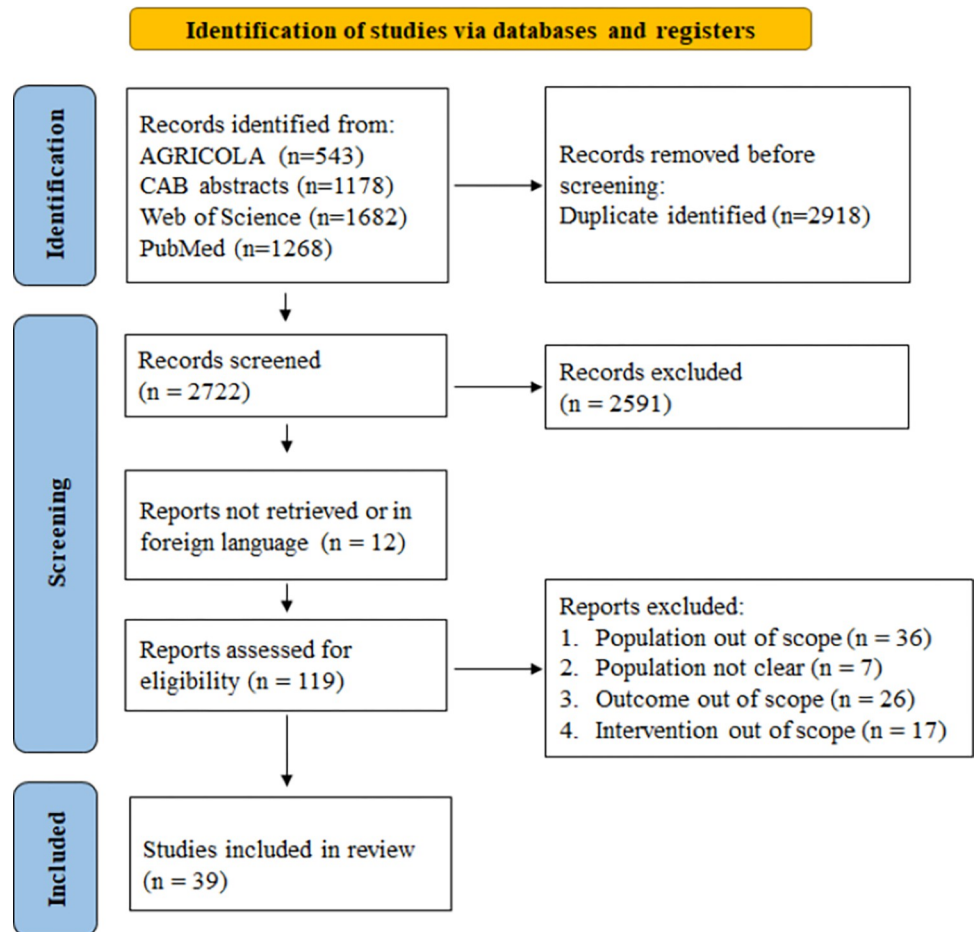 Identification of studies via databases and registers
Identification
Records identified from:
AGRICOLA (n=543)
CAB abstracts (n=1178)
Web of Science (n=1682)
PubMed (n=1268)
Records removed before
screening:
Duplicate identified (n=2918)
Screening
Records screened
(n = 2722)
Records excluded
(n = 2591)
Reports not retrieved or in
foreign language (n = 12)
Reports assessed for
eligibility (n = 119)
Reports excluded:
1. Population out of scope (n = 36)
2. Population not clear (n = 7)
3. Outcome out of scope (n = 26)
4. Intervention out of scope (n = 17)
Included
Studies included in review
(n = 39)